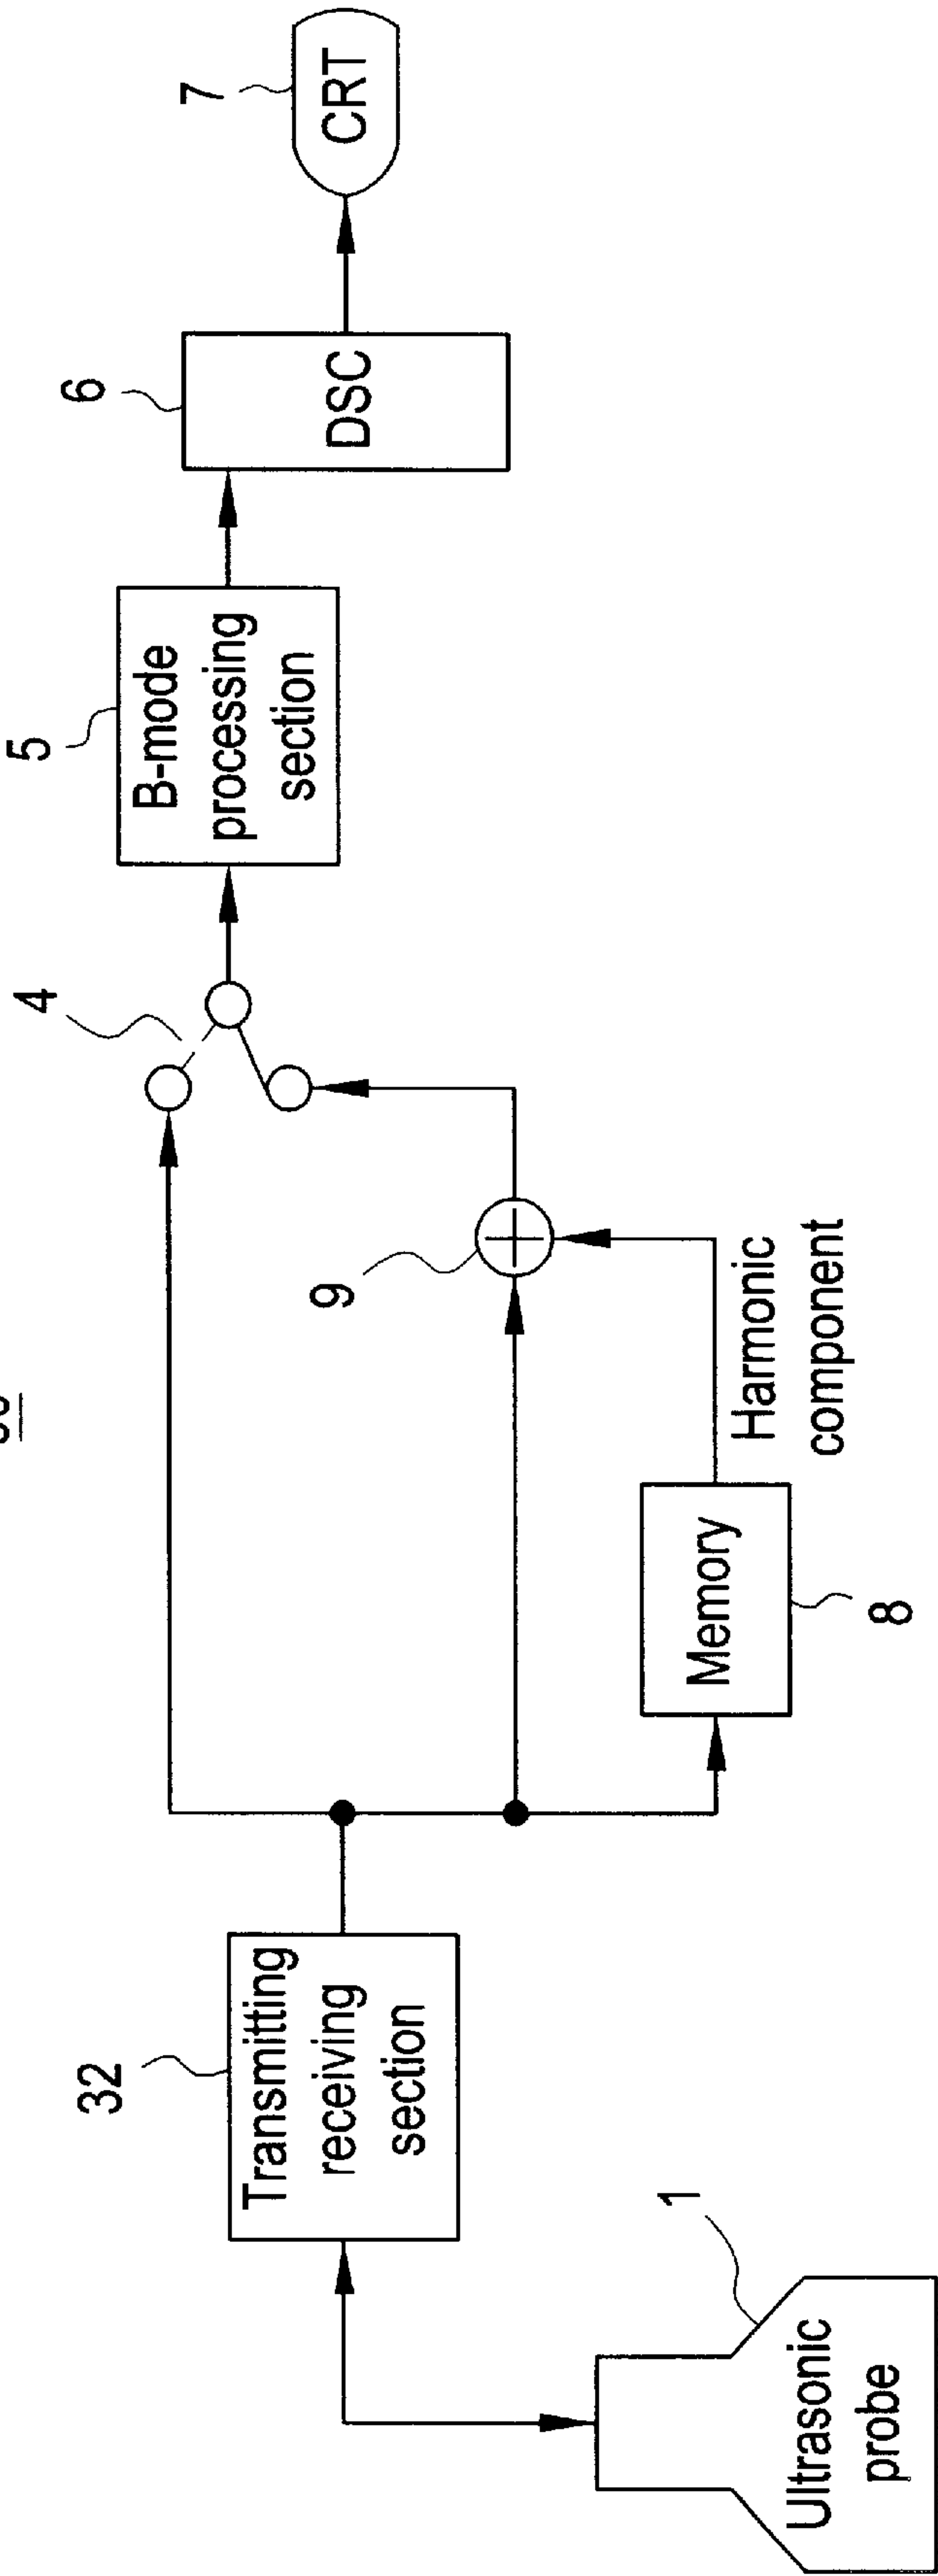 7
CRT
6
DSC
5
B-mode
processing
section
4
9
Harmonic
component
Memory
8
32
Transmitting
receiving
section
1
Ultrasonic
probe